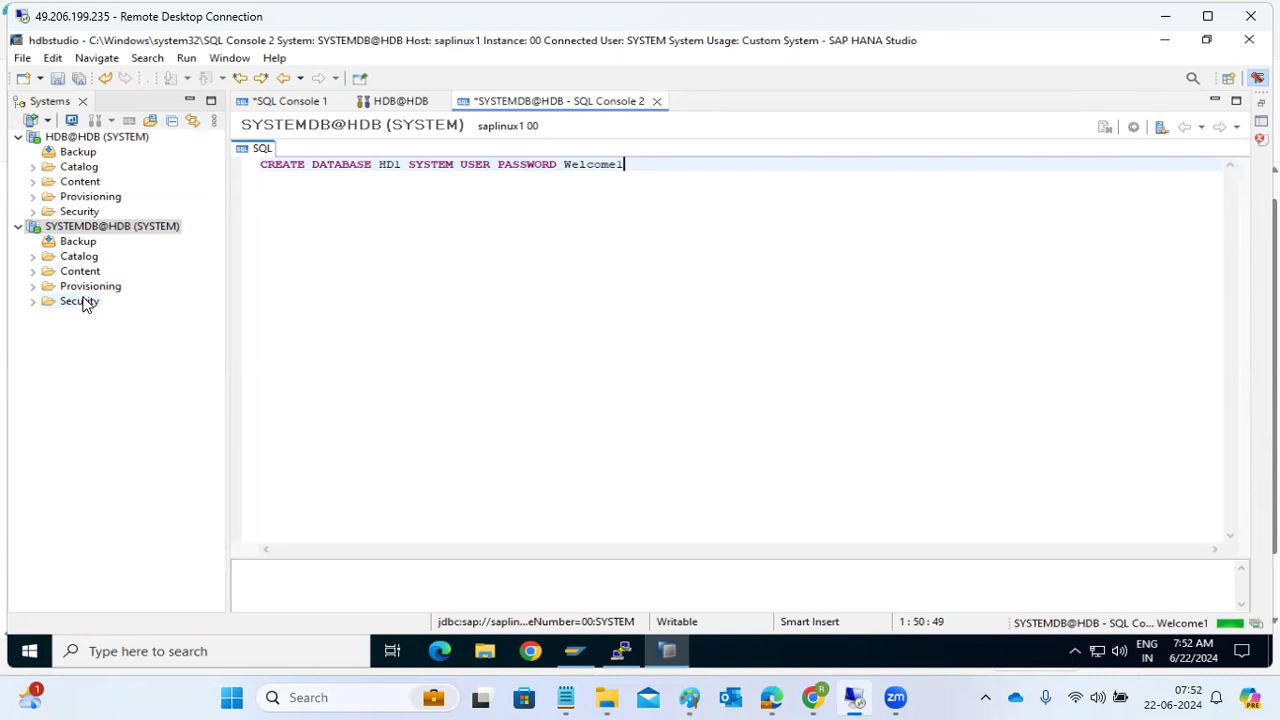 49.206.199.235 - Remote Desktop Connection
hdbstudio - C:\Windows\system32\SQL Console 2 System: SYSTEMDB@HDB Host: saplinux1 Instance: 00 Connected User: SYSTEM System Usage: Custom System - SAP HANA Studio
File Edit Navigate Search Run Window Help
Systems
*SQL Console 1
HDB@HDB
*SYSTEMDB@HDB - SQL Console 2
SYSTEMDB@HDB (SYSTEM) saplinux1 00
SQL
CREATE DATABASE HD1 SYSTEM USER PASSWORD Welcome1
HDB@HDB (SYSTEM)
Backup
Catalog
Content
Provisioning
Security
SYSTEMDB@HDB (SYSTEM)
Backup
Catalog
Content
Provisioning
Security
jdbc:sap://saplin...eNumber=00:SYSTEM
Writable
Smart Insert
1 : 50 : 49
SYSTEMDB@HDB - SQL Co... Welcome1
Type here to search
ENG
IN
7:52 AM
6/22/2024
1
Search
R
07:52
22-06-2024
PRE